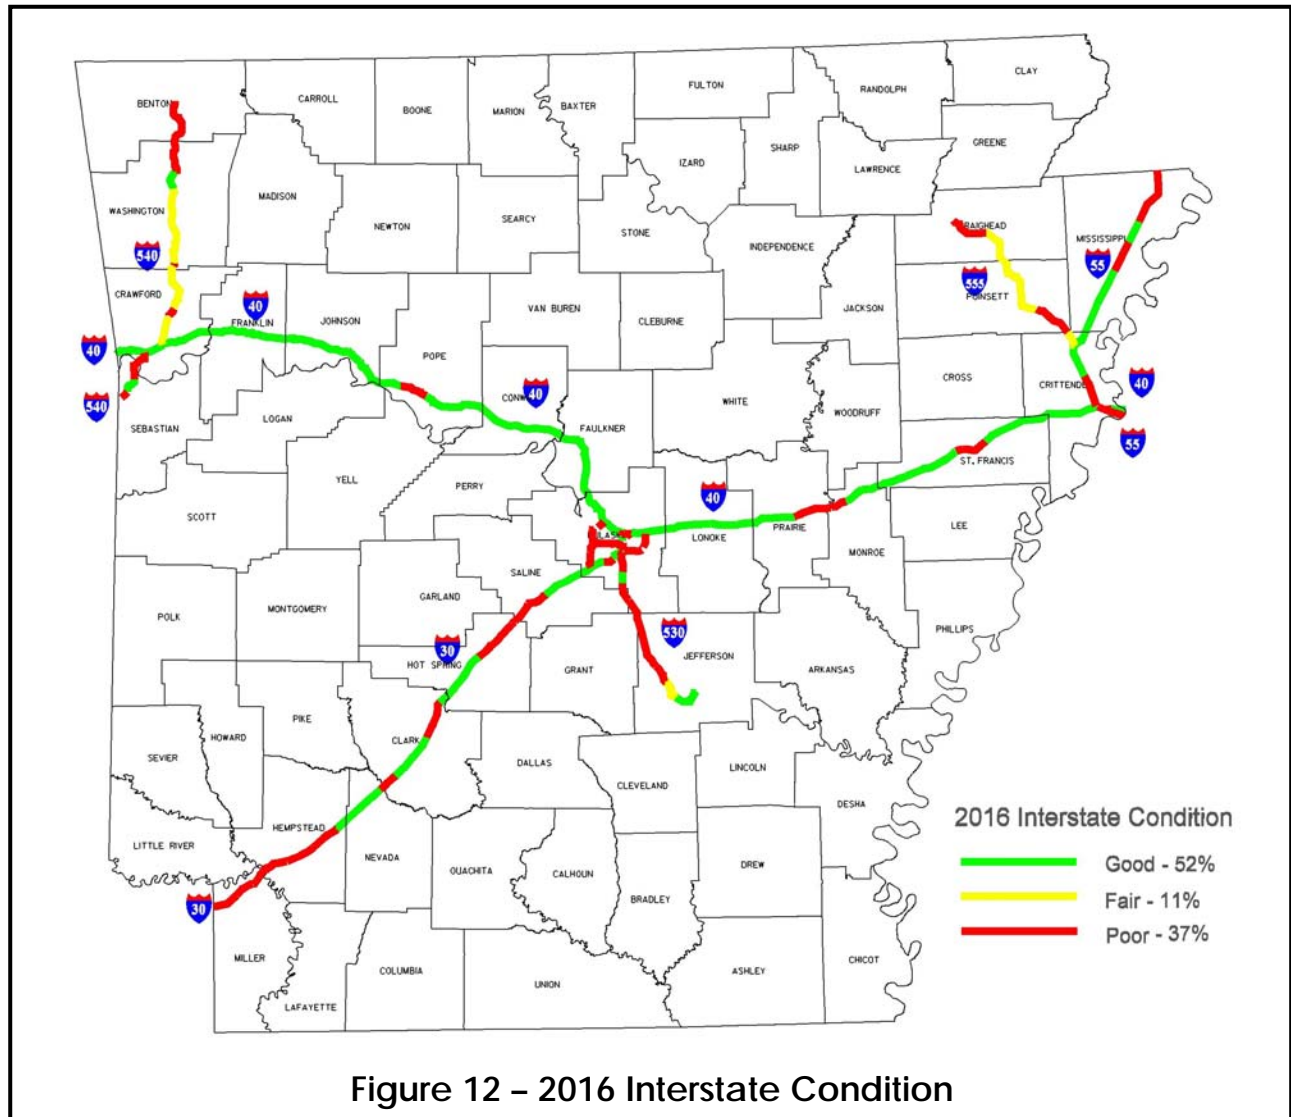 CLAY
FULTON
RANDOLPH
BENTON
CARROLL
BOONE
MARION
BAXTER
GREENE
SHARP
IZARD
LAWRENCE
MADISON
WASHINGTON
NEWTON
SEARCY
STONE
INDEPENDENCE
RAIGHEAD
MISSISSIPPI
540
55
555
CRAWFORD
40
FRANKLIN
JOHNSON
VAN BUREN
CLEBURNE
JACKSON
POINSETT
40
POPE
CROSS
CRITTENDE
40
540
CONW
40
WHITE
WOODRUFF
LOGAN
SEBASTIAN
FAULKNER
55
ST. FRANCIS
YELL
PERRY
40
SCOTT
LASK
LONOKE
PRAIRIE
LEE
MONROE
SALINE
GARLAND
POLK
MONTGOMERY
PHILLIPS
530
30
HOT SPRING
GRANT
JEFFERSON
ARKANSAS
PIKE
HOWARD
CLARK
SEVIER
DALLAS
LINCOLN
CLEVELAND
DESHA
HEMPSTEAD
LITTLE RIVER
NEVADA
OUACHITA
CALHOUN
DREW
BRADLEY
30
MILLER
COLUMBIA
UNION
ASHLEY
CHICOT
LAFAYETTE
2016 Interstate Condition
Good - 52%
Fair - 11%
Poor - 37%
Figure 12 – 2016 Interstate Condition